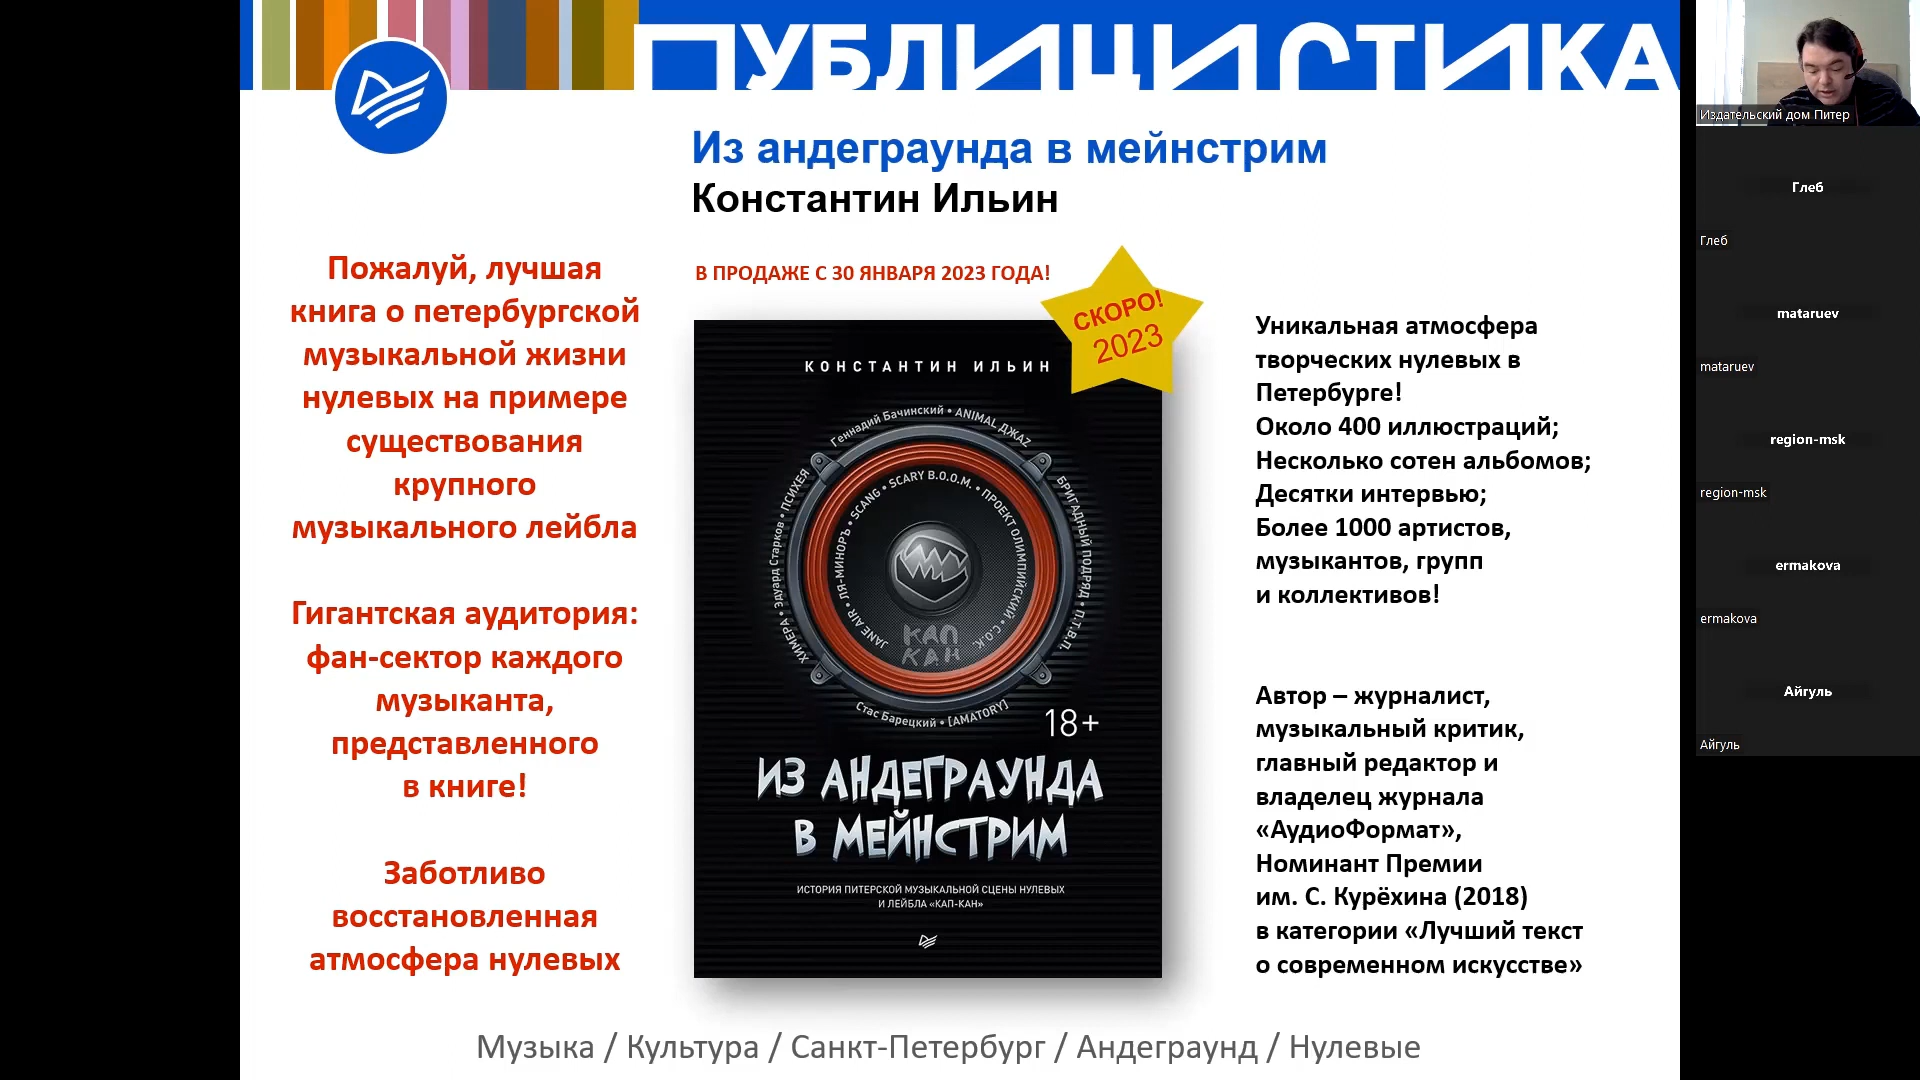 ПУБЛИЦИСТИКА
Из андеграунда в мейнстрим
Константин Ильин
Пожалуй, лучшая
книга о петербургской
музыкальной жизни
нулевых на примере
существования
крупного
музыкального лейбла
Гигантская аудитория:
фан-сектор каждого
музыканта,
представленного
в книге!
Заботливо
восстановленная
атмосфера нулевых
В ПРОДАЖЕ С 30 ЯНВАРЯ 2023 ГОДА!
СКОРО!
2023
КОНСТАНТИН ИЛЬИН
ХИМЕРА • Эдуард Старков • ПСИХЕЯ
Геннадий Бачинский • ANIMAL ДЖАZ
БРИГАДНЫЙ ПОДРЯД • П.Т.В.П.
JANE AIR • ЛЯ-МИНОРЪ • SCANG • SCARY B.O.O.M. • ПРОЕКТ ОЛИМПИЙСКИЙ • С.О.К.
КАП
КАН
Стас Барецкий • [AMATORY]
18+
ИЗ АНДЕГРАУНДА
В МЕЙНСТРИМ
ИСТОРИЯ ПИТЕРСКОЙ МУЗЫКАЛЬНОЙ СЦЕНЫ НУЛЕВЫХ
И ЛЕЙБЛА «КАП-КАН»
Уникальная атмосфера
творческих нулевых в
Петербурге!
Около 400 иллюстраций;
Несколько сотен альбомов;
Десятки интервью;
Более 1000 артистов,
музыкантов, групп
и коллективов!
Автор – журналист,
музыкальный критик,
главный редактор и
владелец журнала
«АудиоФормат»,
Номинант Премии
им. С. Курёхина (2018)
в категории «Лучший текст
о современном искусстве»
Музыка / Культура / Санкт-Петербург / Андеграунд / Нулевые
Издательский дом Питер
Глеб
Глеб
mataruev
mataruev
region-msk
region-msk
ermakova
ermakova
Айгуль
Айгуль